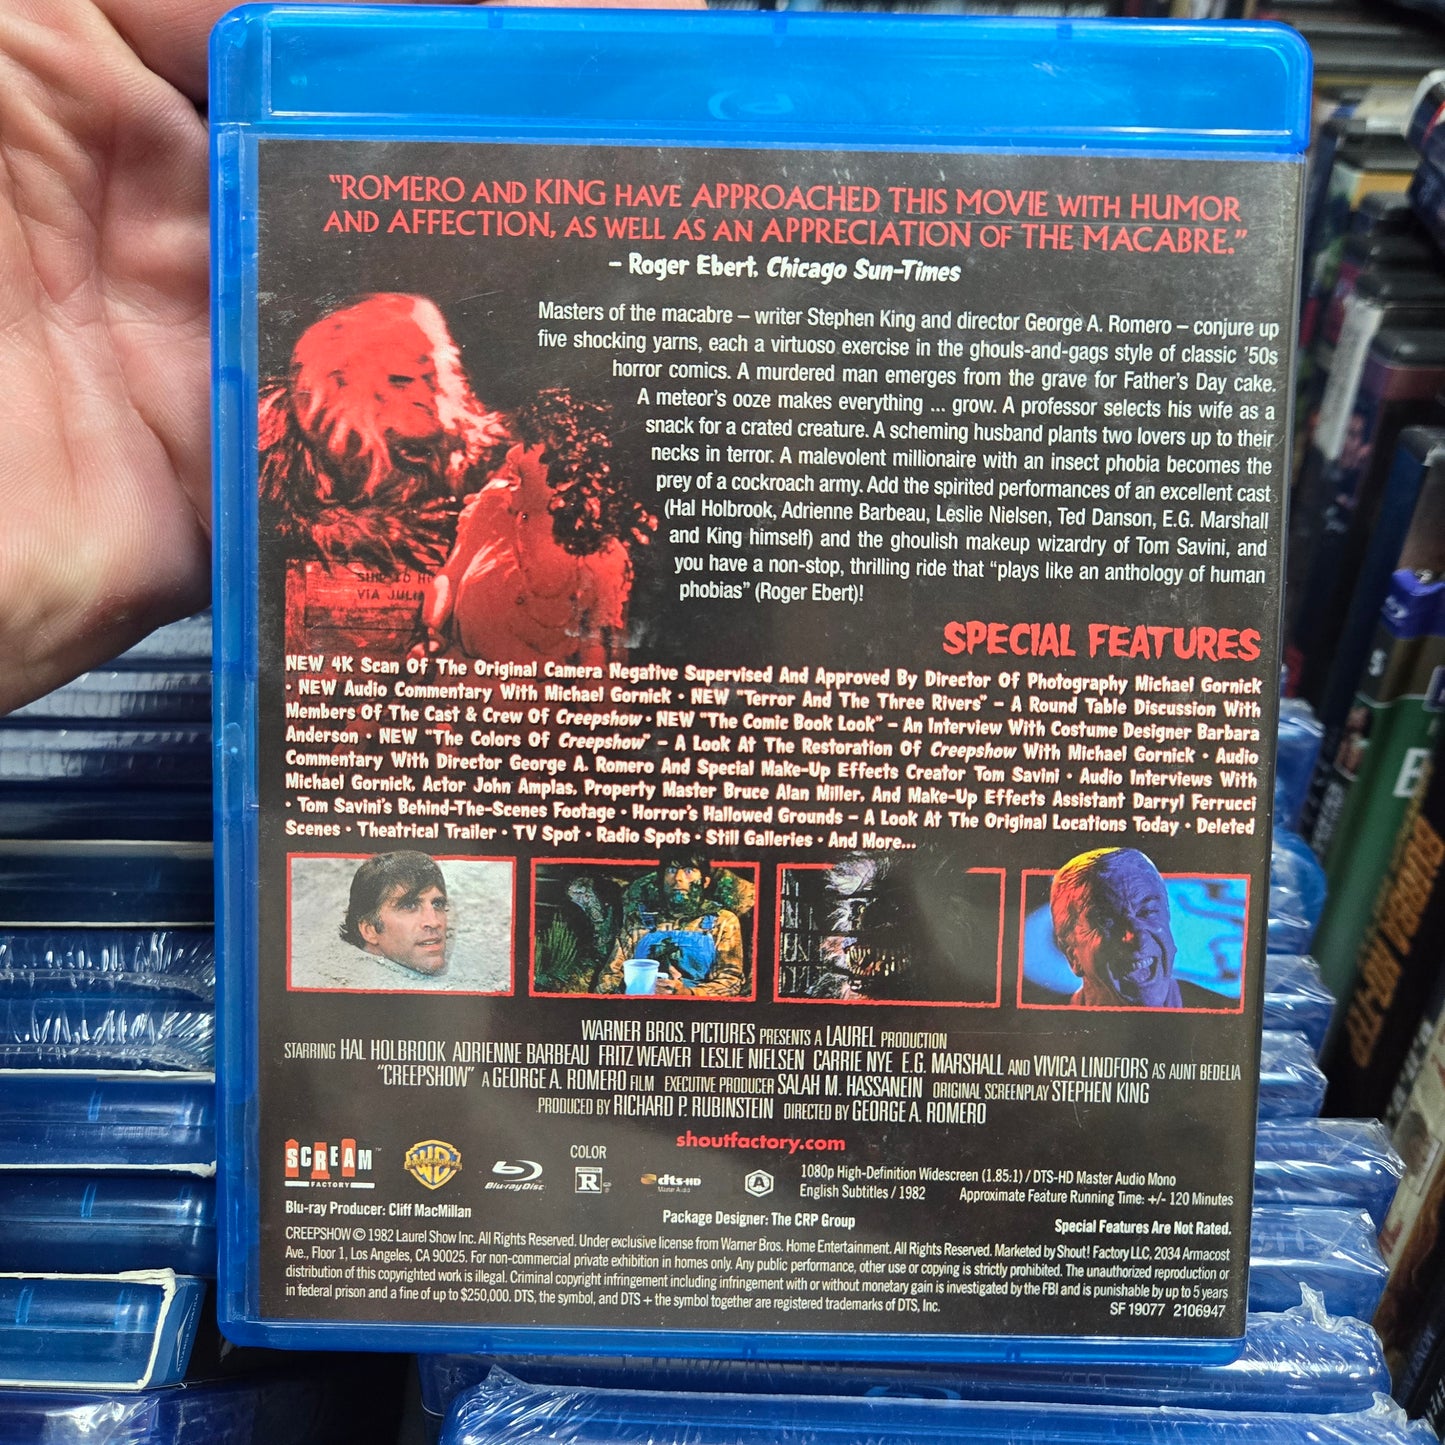 "ROMERO AND KING HAVE APPROACHED THIS MOVIE WITH HUMOR
AND AFFECTION, AS WELL AS AN APPRECIATION OF THE MACABRE."
– Roger Ebert, Chicago Sun-Times
Masters of the macabre – writer Stephen King and director George A. Romero – conjure up
five shocking yarns, each a virtuoso exercise in the ghouls-and-gags style of classic '50s
horror comics. A murdered man emerges from the grave for Father's Day cake.
A meteor's ooze makes everything ... grow. A professor selects his wife as a
snack for a crated creature. A scheming husband plants two lovers up to their
necks in terror. A malevolent millionaire with an insect phobia becomes the
prey of a cockroach army. Add the spirited performances of an excellent cast
(Hal Holbrook, Adrienne Barbeau, Leslie Nielsen, Ted Danson, E.G. Marshall
and King himself) and the ghoulish makeup wizardry of Tom Savini, and
you have a non-stop, thrilling ride that "plays like an anthology of human
phobias" (Roger Ebert)!
VIA JULI
SPECIAL FEATURES
NEW 4K Scan Of The Original Camera Negative Supervised And Approved By Director Of Photography Michael Gornick
• NEW Audio Commentary With Michael Gornick • NEW "Terror And The Three Rivers" – A Round Table Discussion With
Members Of The Cast & Crew Of Creepshow • NEW "The Comic Book Look" – An Interview With Costume Designer Barbara
Anderson • NEW "The Colors Of Creepshow" – A Look At The Restoration Of Creepshow With Michael Gornick • Audio
Commentary With Director George A. Romero And Special Make-Up Effects Creator Tom Savini • Audio Interviews With
Michael Gornick, Actor John Amplas, Property Master Bruce Alan Miller, And Make-Up Effects Assistant Darryl Ferrucci
• Tom Savini's Behind-The-Scenes Footage • Horror's Hallowed Grounds – A Look At The Original Locations Today • Deleted
Scenes • Theatrical Trailer • TV Spot • Radio Spots • Still Galleries • And More...
WARNER BROS. PICTURES PRESENTS A LAUREL PRODUCTION
STARRING HAL HOLBROOK ADRIENNE BARBEAU FRITZ WEAVER LESLIE NIELSEN CARRIE NYE E.G. MARSHALL AND VIVICA LINDFORS AS AUNT BEDELIA
"CREEPSHOW" A GEORGE A. ROMERO FILM EXECUTIVE PRODUCER SALAH M. HASSANEIN ORIGINAL SCREENPLAY STEPHEN KING
PRODUCED BY RICHARD P. RUBINSTEIN DIRECTED BY GEORGE A. ROMERO
shoutfactory.com
SCREAM
FACTORY
WB
Blu-ray Disc
COLOR
R
dts-HD
Master Audio
A
1080p High-Definition Widescreen (1.85:1) / DTS-HD Master Audio Mono
English Subtitles / 1982 Approximate Feature Running Time: +/- 120 Minutes
Blu-ray Producer: Cliff MacMillan
Package Designer: The CRP Group
Special Features Are Not Rated.
CREEPSHOW © 1982 Laurel Show Inc. All Rights Reserved. Under exclusive license from Warner Bros. Home Entertainment. All Rights Reserved. Marketed by Shout! Factory LLC, 2034 Armacost
Ave., Floor 1, Los Angeles, CA 90025. For non-commercial private exhibition in homes only. Any public performance, other use or copying is strictly prohibited. The unauthorized reproduction or
distribution of this copyrighted work is illegal. Criminal copyright infringement including infringement with or without monetary gain is investigated by the FBI and is punishable by up to 5 years
in federal prison and a fine of up to $250,000. DTS, the symbol, and DTS + the symbol together are registered trademarks of DTS, Inc.
SF 19077 2106947